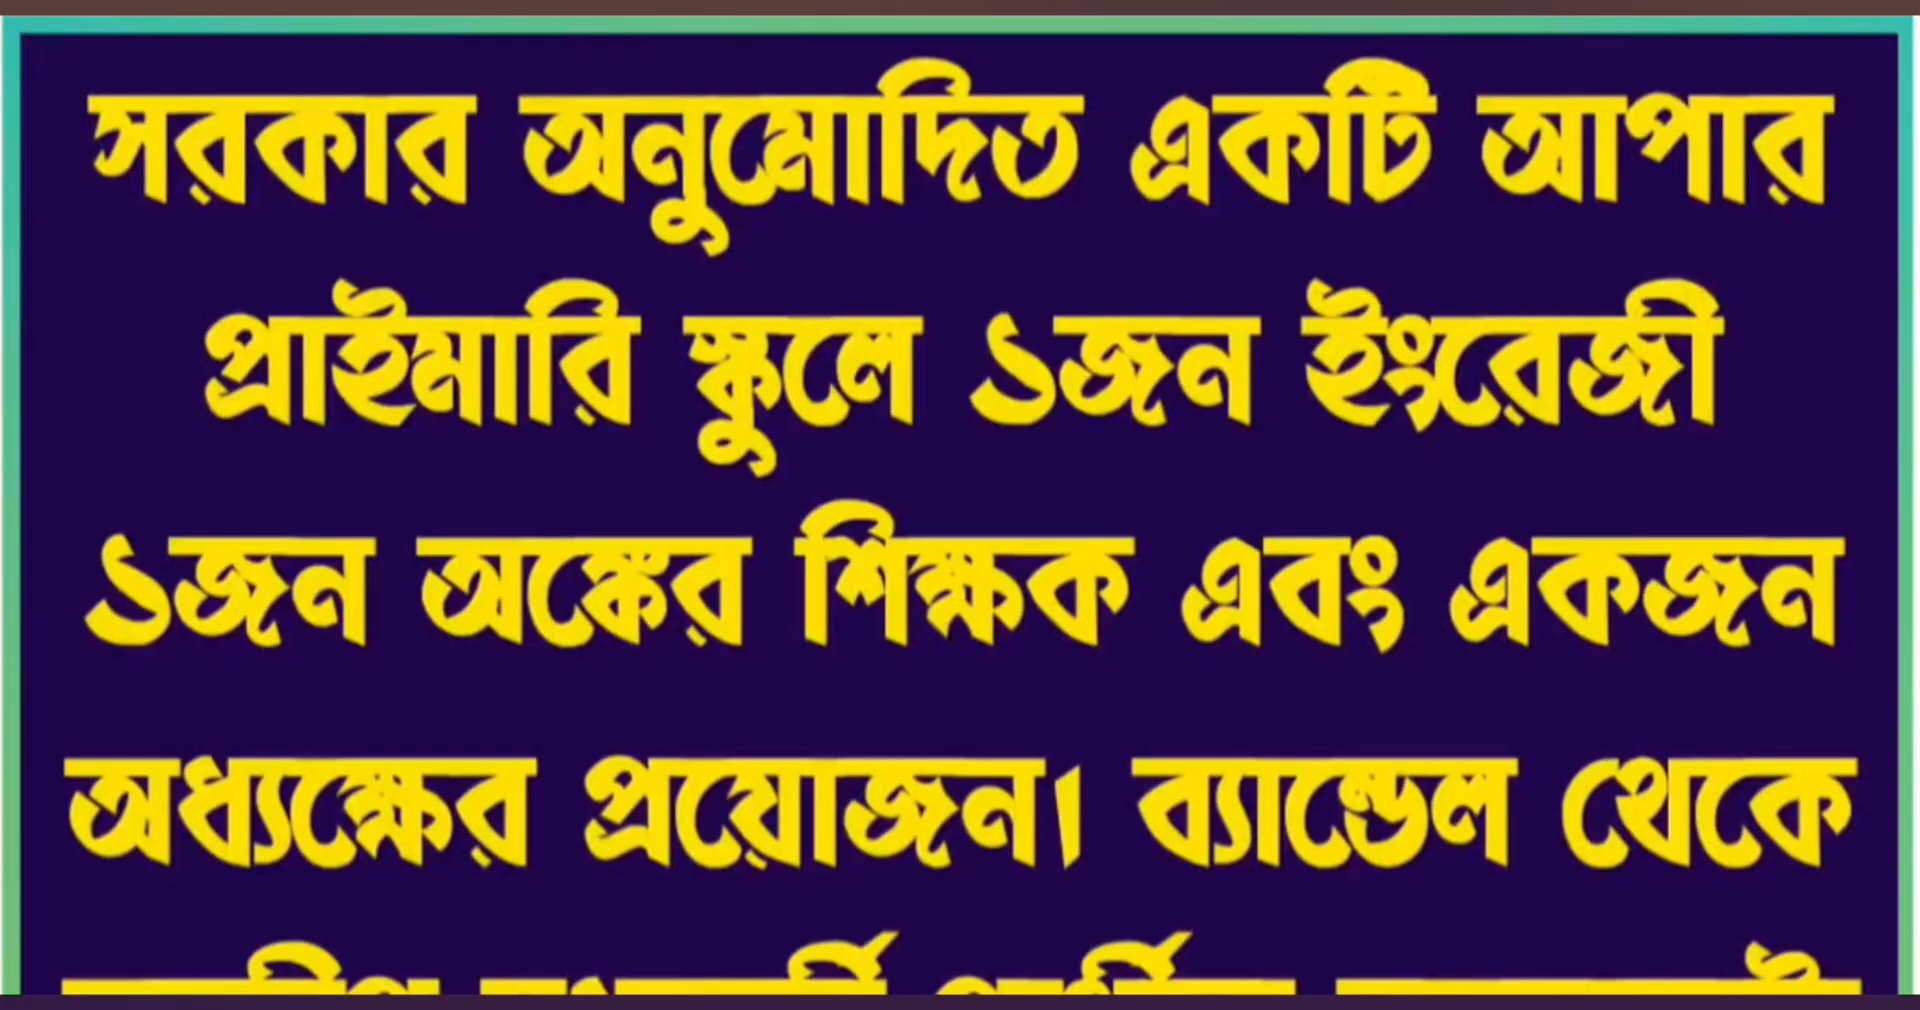 সরকার অনুমোদিত একটি আপার
প্রাইমারি স্কুলে ১জন ইংরেজী
১জন অঙ্কের শিক্ষক এবং একজন
অধ্যক্ষের প্রয়োজন। ব্যান্ডেল থেকে